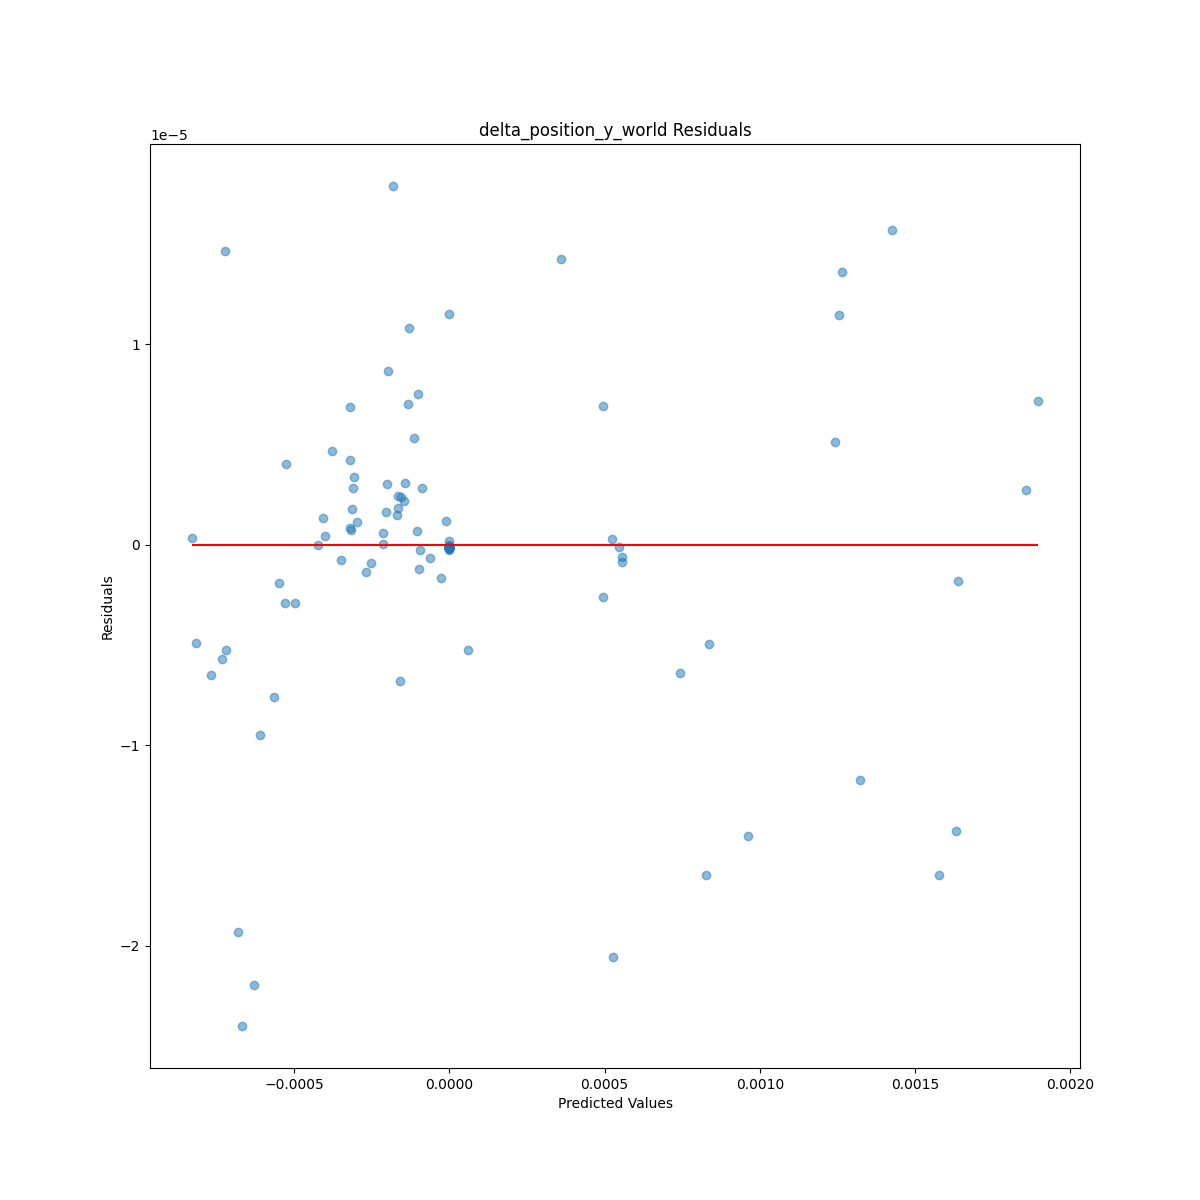 delta_position_y_world Residuals
1e−5
1
0
−1
−2
Residuals
−0.0005
0.0000
0.0005
0.0010
0.0015
0.0020
Predicted Values